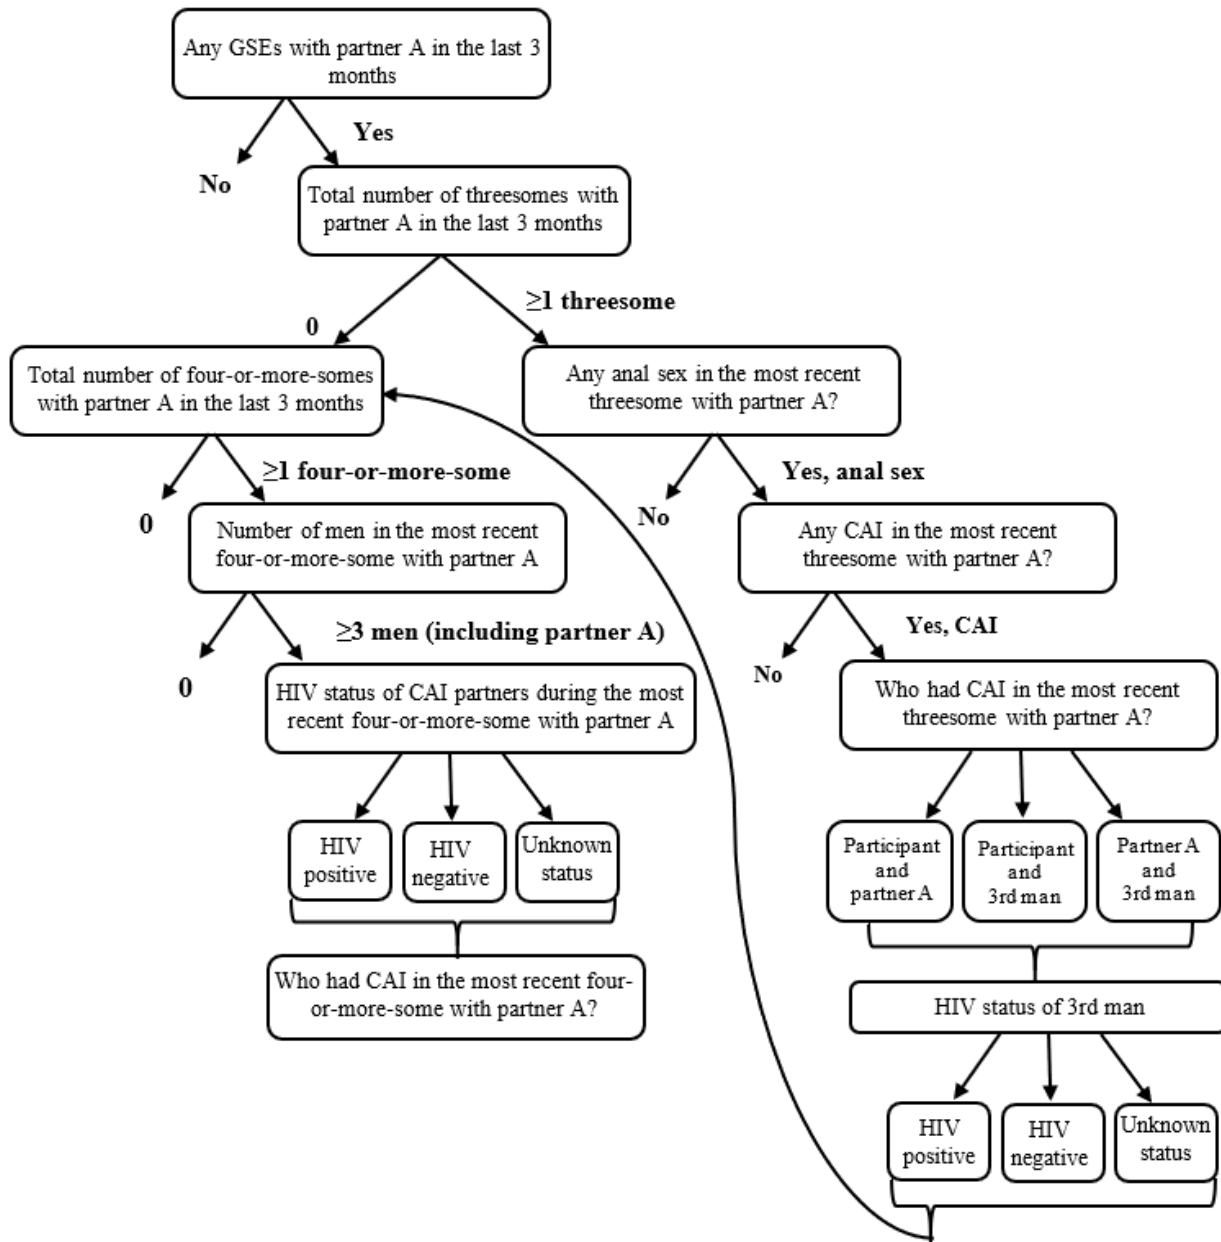 Any GSEs with partner A in the last 3
months
Yes
No
Total number of threesomes with
partner A in the last 3 months
≥1 threesome
0
Total number of four-or-more-somes
with partner A in the last 3 months
Any anal sex in the most recent
threesome with partner A?
≥1 four-or-more-some
0
Yes, anal sex
No
Number of men in the most recent
four-or-more-some with partner A
Any CAI in the most recent
threesome with partner A?
≥3 men (including partner A)
0
Yes, CAI
No
HIV status of CAI partners during the most
recent four-or-more-some with partner A
Who had CAI in the most recent
threesome with partner A?
HIV
positive
HIV
negative
Unknown
status
Participant
and
partner A
Participant
and
3rd man
Partner A
and
3rd man
Who had CAI in the most recent four-
or-more-some with partner A?
HIV status of 3rd man
HIV
positive
HIV
negative
Unknown
status